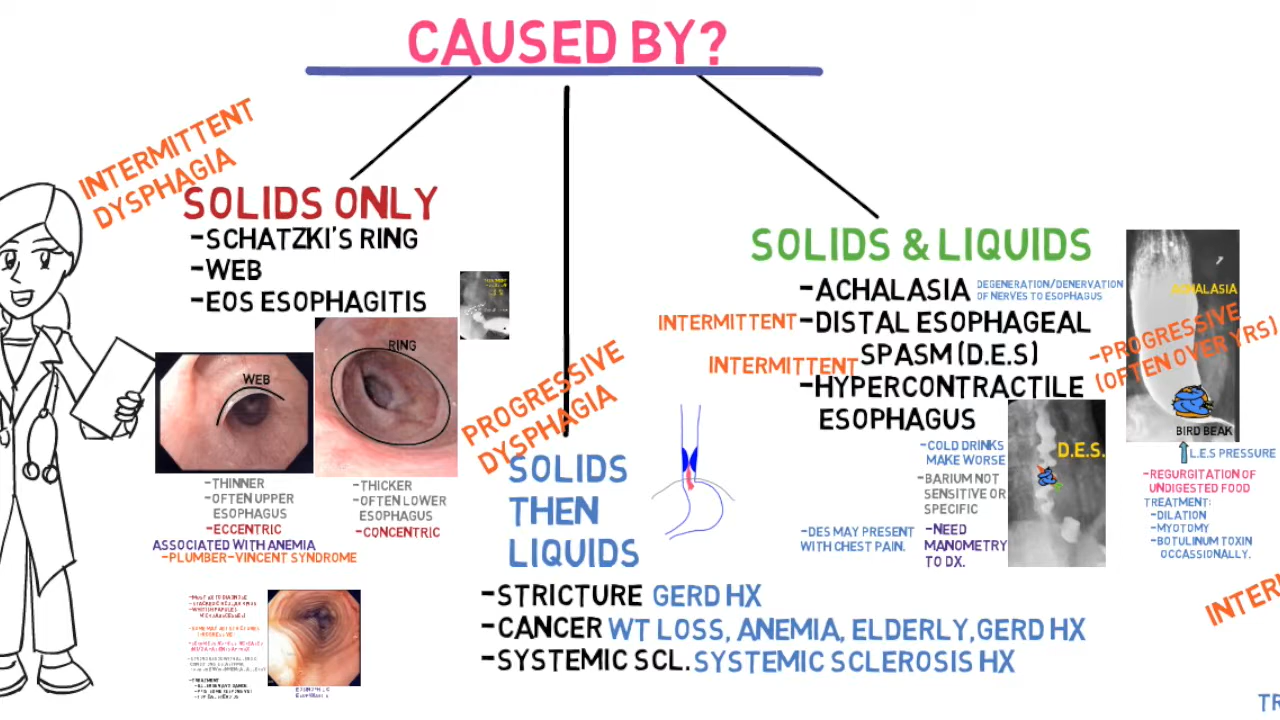 CAUSED BY?
INTERMITTENT
DYSPHAGIA
SOLIDS ONLY
-SCHATZKI'S RING
-WEB
-EOS ESOPHAGITIS
WEB
RING
-THINNER
-OFTEN UPPER
ESOPHAGUS
-ECCENTRIC
ASSOCIATED WITH ANEMIA
-PLUMBER-VINCENT SYNDROME
-THICKER
-OFTEN LOWER
ESOPHAGUS
-CONCENTRIC
PROGRESSIVE
DYSPHAGIA
SOLIDS
THEN
LIQUIDS
-STRICTURE GERD HX
-CANCER WT LOSS, ANEMIA, ELDERLY, GERD HX
-SYSTEMIC SCL. SYSTEMIC SCLEROSIS HX
SOLIDS & LIQUIDS
-ACHALASIA DEGENERATION/DENERVATION
OF NERVES TO ESOPHAGUS
INTERMITTENT -DISTAL ESOPHAGEAL
SPASM (D.E.S)
INTERMITTENT
-HYPERCONTRACTILE
ESOPHAGUS
-COLD DRINKS
MAKE WORSE
-BARIUM NOT
SENSITIVE OR
SPECIFIC
-DES MAY PRESENT
WITH CHEST PAIN.
-NEED
MANOMETRY
TO DX.
D.E.S.
ACHALASIA
-PROGRESSIVE
(OFTEN OVER YRS)
BIRD BEAK
L.E.S PRESSURE
-REGURGITATION OF
UNDIGESTED FOOD
TREATMENT:
-DILATION
-MYOTOMY
-BOTULINUM TOXIN
OCCASSIONALLY.